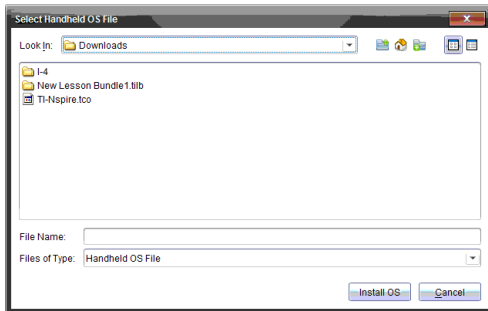 Select Handheld OS File
Look In: Downloads
I-4
New Lesson Bundle1.tilb
TI-Nspire.tco
File Name:
Files of Type: Handheld OS File
Install OS Cancel